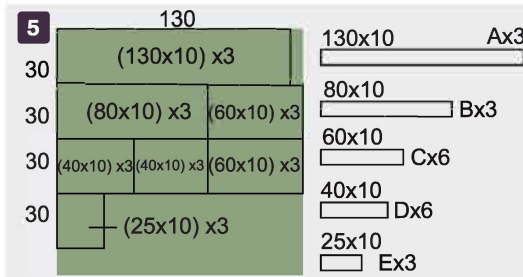 5
130
130x10 Ax3
30 (130x10) x3
80x10
Bx3
30 (80x10) x3 (60x10) x3
60x10
Cx6
30 (40x10) x3 (40x10) x3 (60x10) x3
40x10
Dx6
30 (25x10) x3
25x10
Ex3